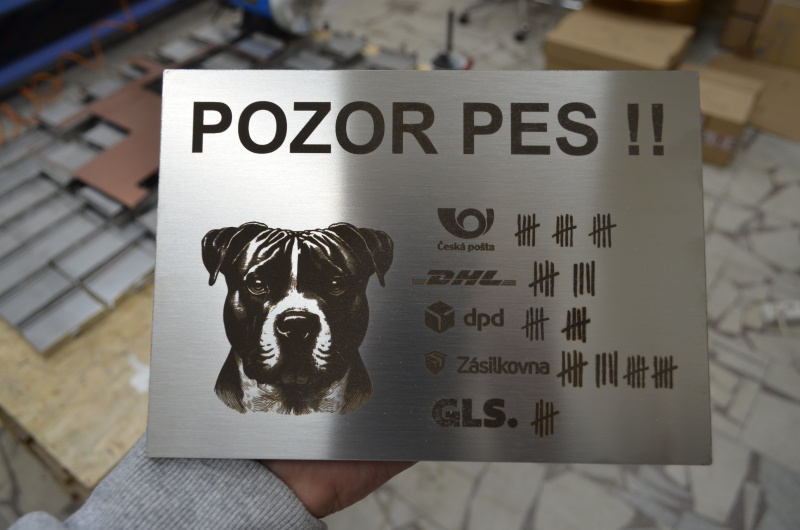 POZOR PES !!
Česká pošta
DHL
dpd
Zásilkovna
GLS.